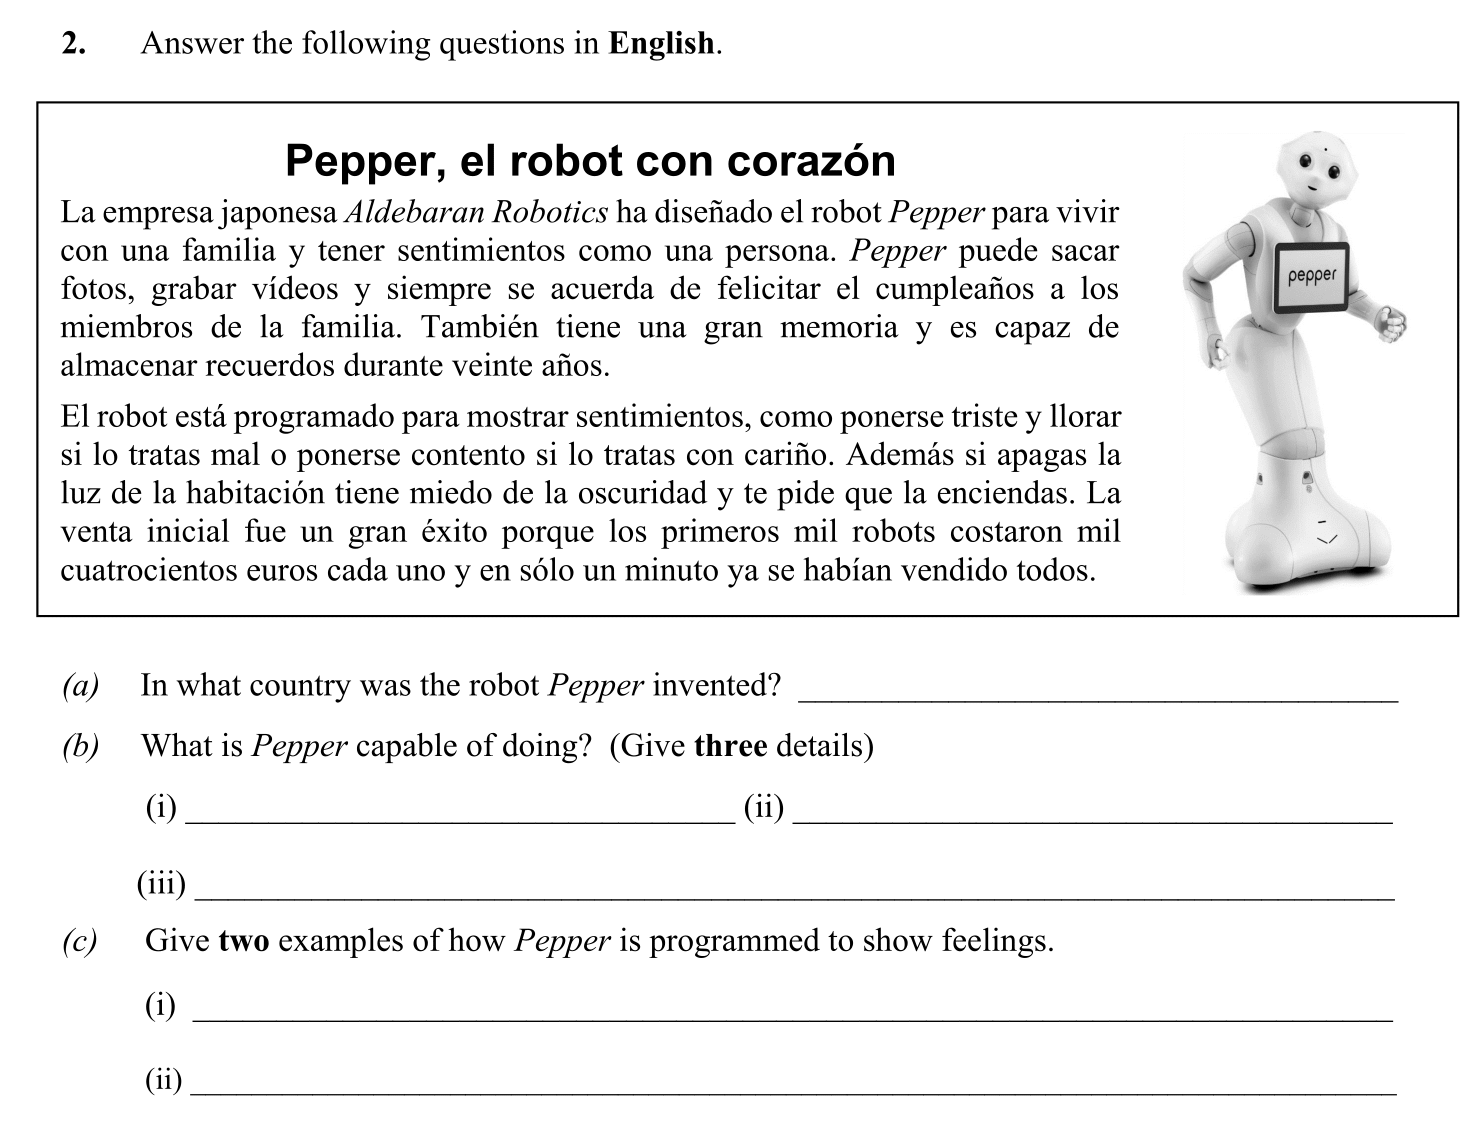 2. Answer the following questions in English.
Pepper, el robot con corazón
La empresa japonesa Aldebaran Robotics ha diseñado el robot Pepper para vivir
con una familia y tener sentimientos como una persona. Pepper puede sacar
fotos, grabar vídeos y siempre se acuerda de felicitar el cumpleaños a los
miembros de la familia. También tiene una gran memoria y es capaz de
almacenar recuerdos durante veinte años.
El robot está programado para mostrar sentimientos, como ponerse triste y llorar
si lo tratas mal o ponerse contento si lo tratas con cariño. Además si apagas la
luz de la habitación tiene miedo de la oscuridad y te pide que la enciendas. La
venta inicial fue un gran éxito porque los primeros mil robots costaron mil
cuatrocientos euros cada uno y en sólo un minuto ya se habían vendido todos.
pepper
(a) In what country was the robot Pepper invented? ____________________
(b) What is Pepper capable of doing? (Give three details)
(i) ____________________ (ii) ____________________
(iii) ____________________
(c) Give two examples of how Pepper is programmed to show feelings.
(i) ____________________
(ii) ____________________